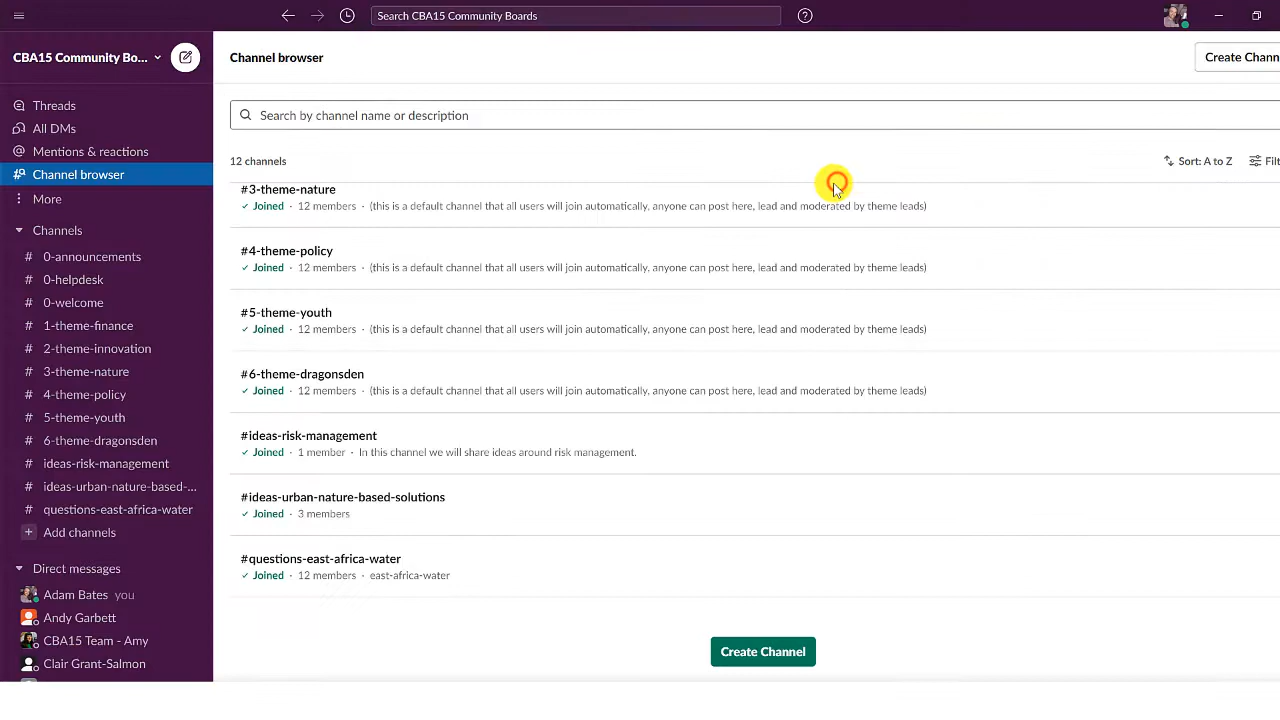 Search CBA15 Community Boards
CBA15 Community Bo...
Threads
All DMs
Mentions & reactions
Channel browser
More
Channels
# 0-announcements
# 0-helpdesk
# 0-welcome
# 1-theme-finance
# 2-theme-innovation
# 3-theme-nature
# 4-theme-policy
# 5-theme-youth
# 6-theme-dragonsden
# ideas-risk-management
# ideas-urban-nature-based-...
# questions-east-africa-water
+ Add channels
Direct messages
Adam Bates you
Andy Garbett
CBA15 Team - Amy
Clair Grant-Salmon
Channel browser
Create Chann
Search by channel name or description
12 channels
Sort: A to Z
Filt
#3-theme-nature
✓ Joined · 12 members · (this is a default channel that all users will join automatically, anyone can post here, lead and moderated by theme leads)
#4-theme-policy
✓ Joined · 12 members · (this is a default channel that all users will join automatically, anyone can post here, lead and moderated by theme leads)
#5-theme-youth
✓ Joined · 12 members · (this is a default channel that all users will join automatically, anyone can post here, lead and moderated by theme leads)
#6-theme-dragonsden
✓ Joined · 12 members · (this is a default channel that all users will join automatically, anyone can post here, lead and moderated by theme leads)
#ideas-risk-management
✓ Joined · 1 member · In this channel we will share ideas around risk management.
#ideas-urban-nature-based-solutions
✓ Joined · 3 members
#questions-east-africa-water
✓ Joined · 12 members · east-africa-water
Create Channel